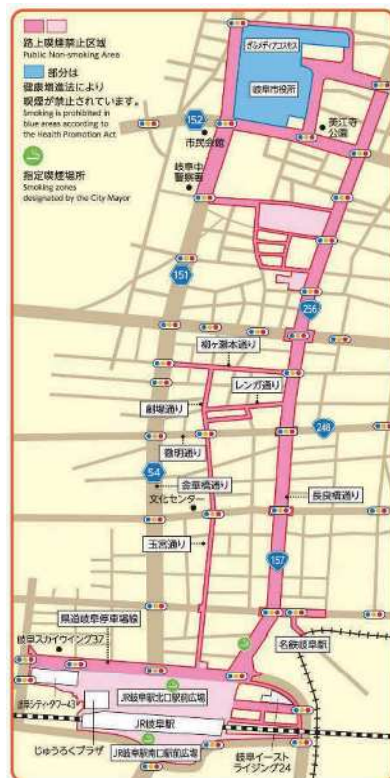 路上喫煙禁止区域
Public Non-smoking Area
部分は
健康増進法により
喫煙が禁止されています。
Smoking is prohibited in
blue areas according to
the Health Promotion Act.
指定喫煙場所
Smoking zones
designated by the City Mayor
ぎふメディアコスモス
岐阜市役所
152
市民会館
美江寺
公園
岐阜中
警察署
151
256
柳ヶ瀬本通り
レンガ通り
劇場通り
248
徹明通り
54
金華橋通り
文化センター
長良橋通り
玉宮通り
157
県道岐阜停車場線
名鉄岐阜駅
岐阜スカイウイング37
岐阜シティ・タワー43
JR岐阜駅北口駅前広場
JR岐阜駅
じゅうろくプラザ
JR岐阜駅南口駅前広場
岐阜イースト
ライジング24